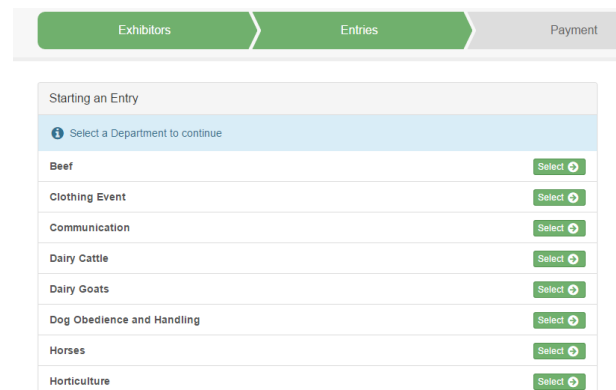 Exhibitors
Entries
Payment
Starting an Entry
Select a Department to continue
Beef Select
Clothing Event Select
Communication Select
Dairy Cattle Select
Dairy Goats Select
Dog Obedience and Handling Select
Horses Select
Horticulture Select